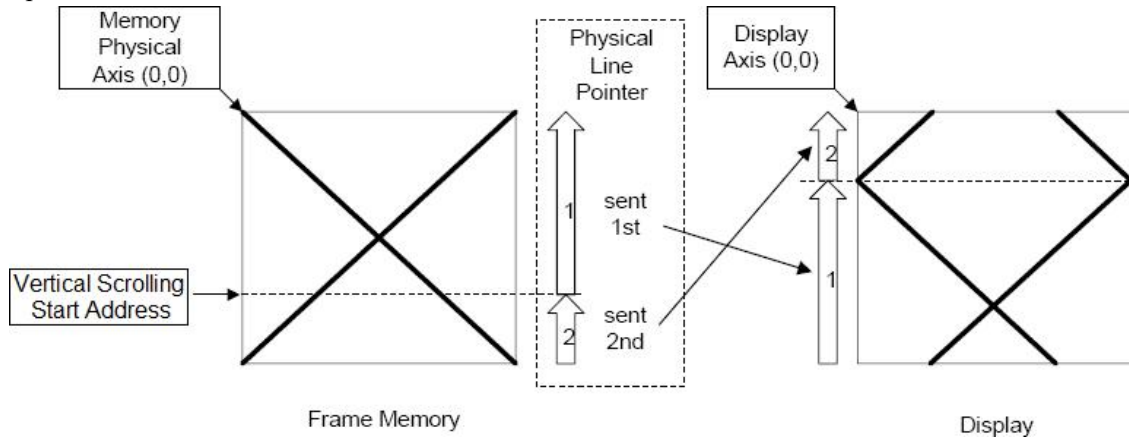 Memory
Physical
Axis (0,0)
Physical
Line
Pointer
Display
Axis (0,0)
2
1
sent
1st
1
Vertical Scrolling
Start Address
2
sent
2nd
Frame Memory
Display